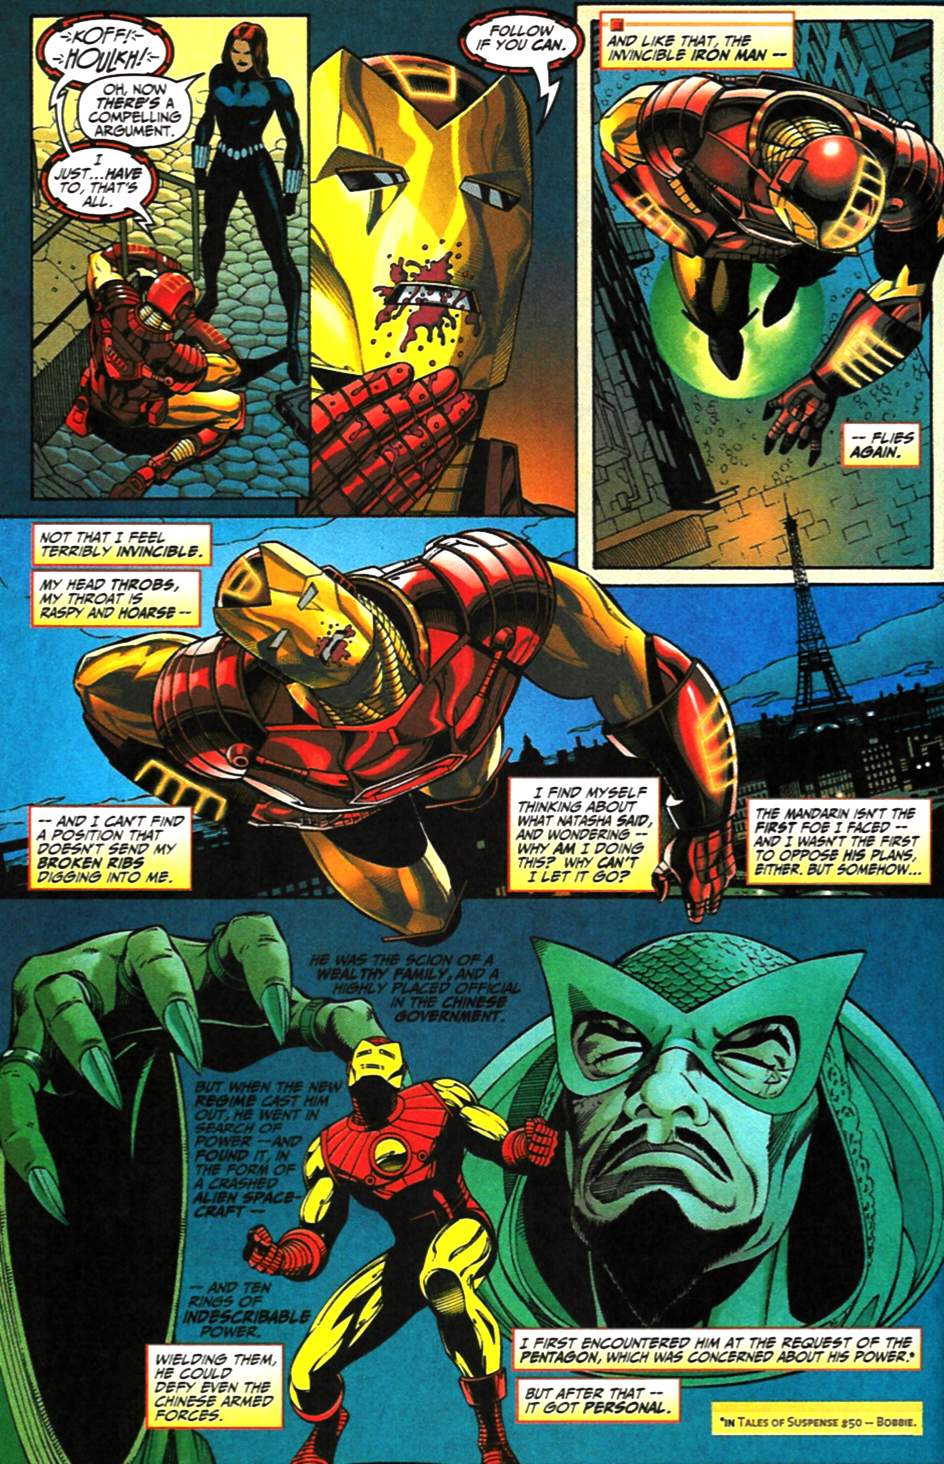 KOFF!
HOULKH!
OH, NOW
THERE'S A
COMPELLING
ARGUMENT.
I
JUST...HAVE
TO, THAT'S
ALL.
FOLLOW
IF YOU CAN.
AND LIKE THAT, THE
INVINCIBLE IRON MAN --
-- FLIES
AGAIN.
NOT THAT I FEEL
TERRIBLY INVINCIBLE.
MY HEAD THROBS,
MY THROAT IS
RASPY AND HOARSE --
-- AND I CAN'T FIND
A POSITION THAT
DOESN'T SEND MY
BROKEN RIBS
DIGGING INTO ME.
I FIND MYSELF
THINKING ABOUT
WHAT NATASHA SAID,
AND WONDERING --
WHY AM I DOING
THIS? WHY CAN'T
I LET IT GO?
THE MANDARIN ISN'T THE
FIRST FOE I FACED --
AND I WASN'T THE FIRST
TO OPPOSE HIS PLANS,
EITHER. BUT SOMEHOW...
HE WAS THE SCION OF A
WEALTHY FAMILY, AND A
HIGHLY PLACED OFFICIAL
IN THE CHINESE
GOVERNMENT.
BUT WHEN THE NEW
REGIME CAST HIM
OUT, HE WENT IN
SEARCH OF
POWER --AND
FOUND IT, IN
THE FORM OF
A CRASHED
ALIEN SPACE-
CRAFT --
-- AND TEN
RINGS OF
INDESCRIBABLE
POWER.
WIELDING THEM,
HE COULD
DEFY EVEN THE
CHINESE ARMED
FORCES.
I FIRST ENCOUNTERED HIM AT THE REQUEST OF THE
PENTAGON, WHICH WAS CONCERNED ABOUT HIS POWER.*
BUT AFTER THAT --
IT GOT PERSONAL.
*IN TALES OF SUSPENSE #50 -- BOBBIE.